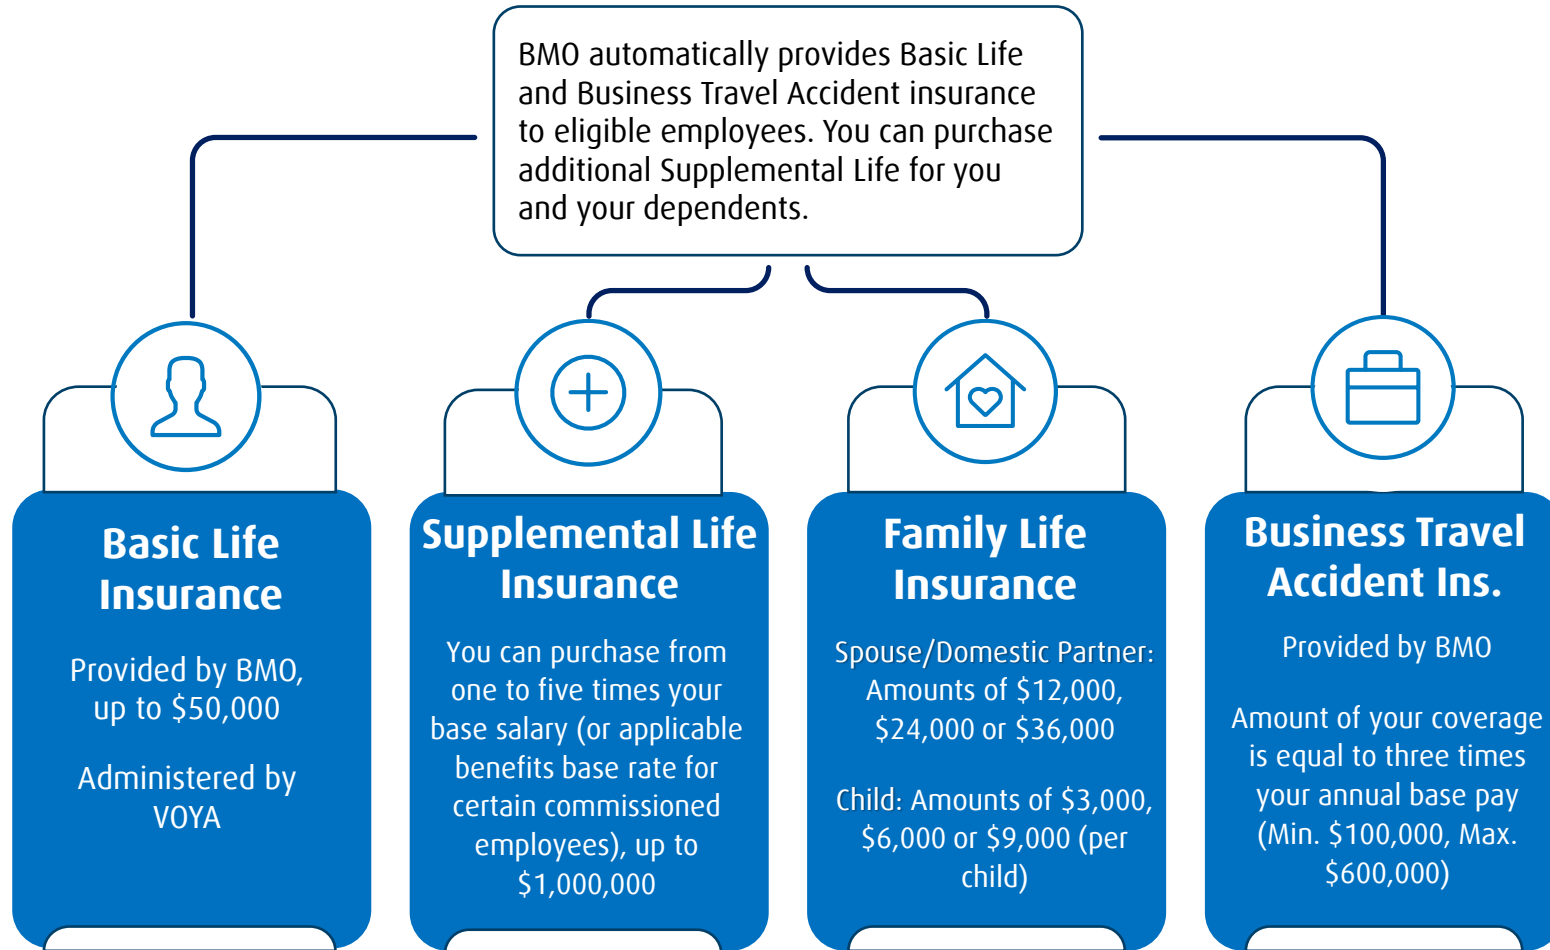 BMO automatically provides Basic Life
and Business Travel Accident insurance
to eligible employees. You can purchase
additional Supplemental Life for you
and your dependents.
Basic Life
Insurance
Provided by BMO,
up to $50,000
Administered by
VOYA
Supplemental Life
Insurance
You can purchase from
one to five times your
base salary (or applicable
benefits base rate for
certain commissioned
employees), up to
$1,000,000
Family Life
Insurance
Spouse/Domestic Partner:
Amounts of $12,000,
$24,000 or $36,000
Child: Amounts of $3,000,
$6,000 or $9,000 (per
child)
Business Travel
Accident Ins.
Provided by BMO
Amount of your coverage
is equal to three times
your annual base pay
(Min. $100,000, Max.
$600,000)